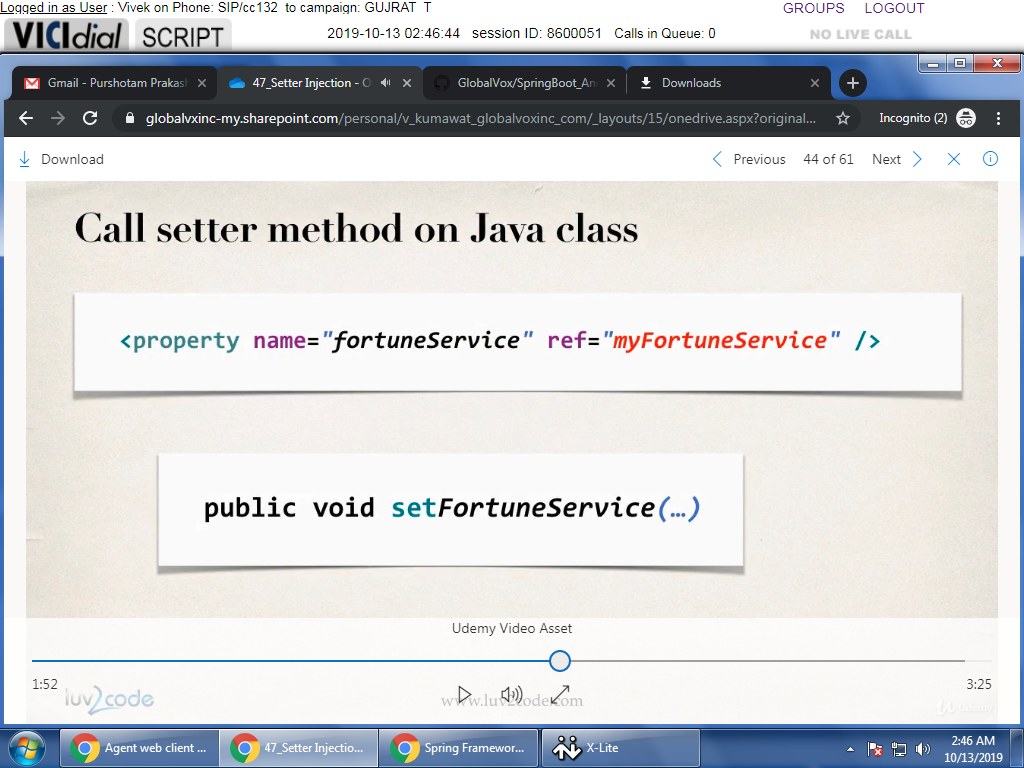 Logged in as User : Vivek on Phone: SIP/cc132 to campaign: GUJRAT_T
GROUPS LOGOUT
VICIdial SCRIPT 2019-10-13 02:46:44 session ID: 8600051 Calls in Queue: 0 NO LIVE CALL
Gmail - Purshotam Prakas 47_Setter Injection - O GlobalVox/SpringBoot_An Downloads
globalvxinc-my.sharepoint.com/personal/v_kumawat_globalvoxinc_com/_layouts/15/onedrive.aspx?original... Incognito (2)
Download Previous 44 of 61 Next
Call setter method on Java class
<property name="fortuneService" ref="myFortuneService" />
public void setFortuneService(…)
Udemy Video Asset
1:52 3:25
luv2code www.luv2code.com Udemy
Agent web client ... 47_Setter Injectio... Spring Framewor... X-Lite
2:46 AM
10/13/2019